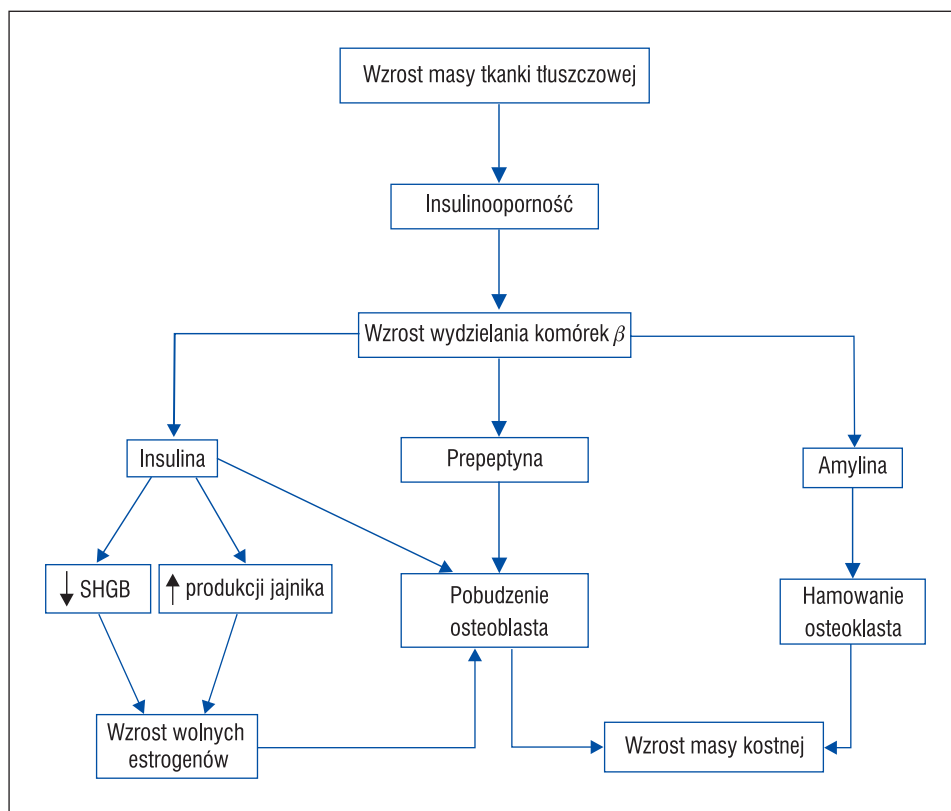 Wzrost masy tkanki tłuszczowej
Insulinooporność
Wzrost wydzielania komórek β
Insulina
Prepeptyna
Amylina
↓ SHGB
↑ produkcji jajnika
Pobudzenie
osteoblasta
Hamowanie
osteoklasta
Wzrost wolnych
estrogenów
Wzrost masy kostnej